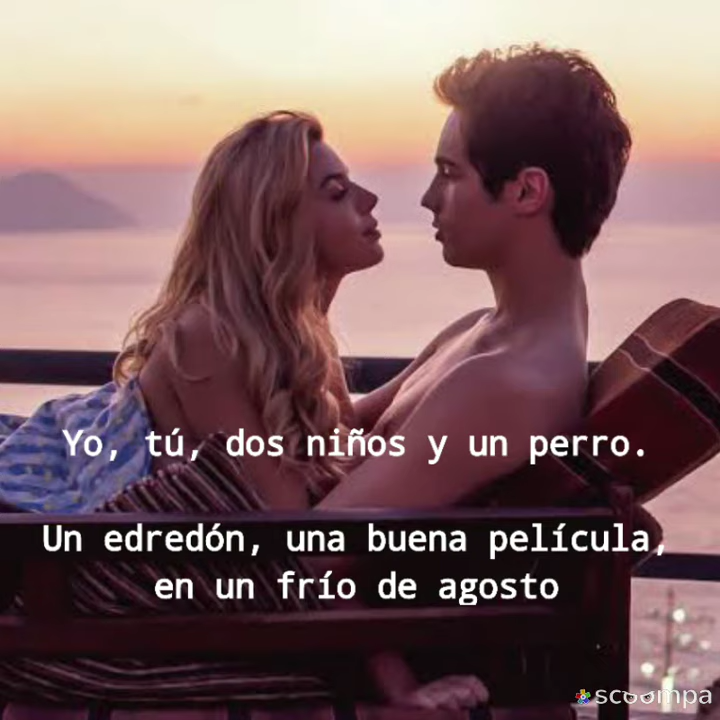 Yo, tú, dos niños y un perro.
Un edredón, una buena película,
en un frío de agosto
scoompa